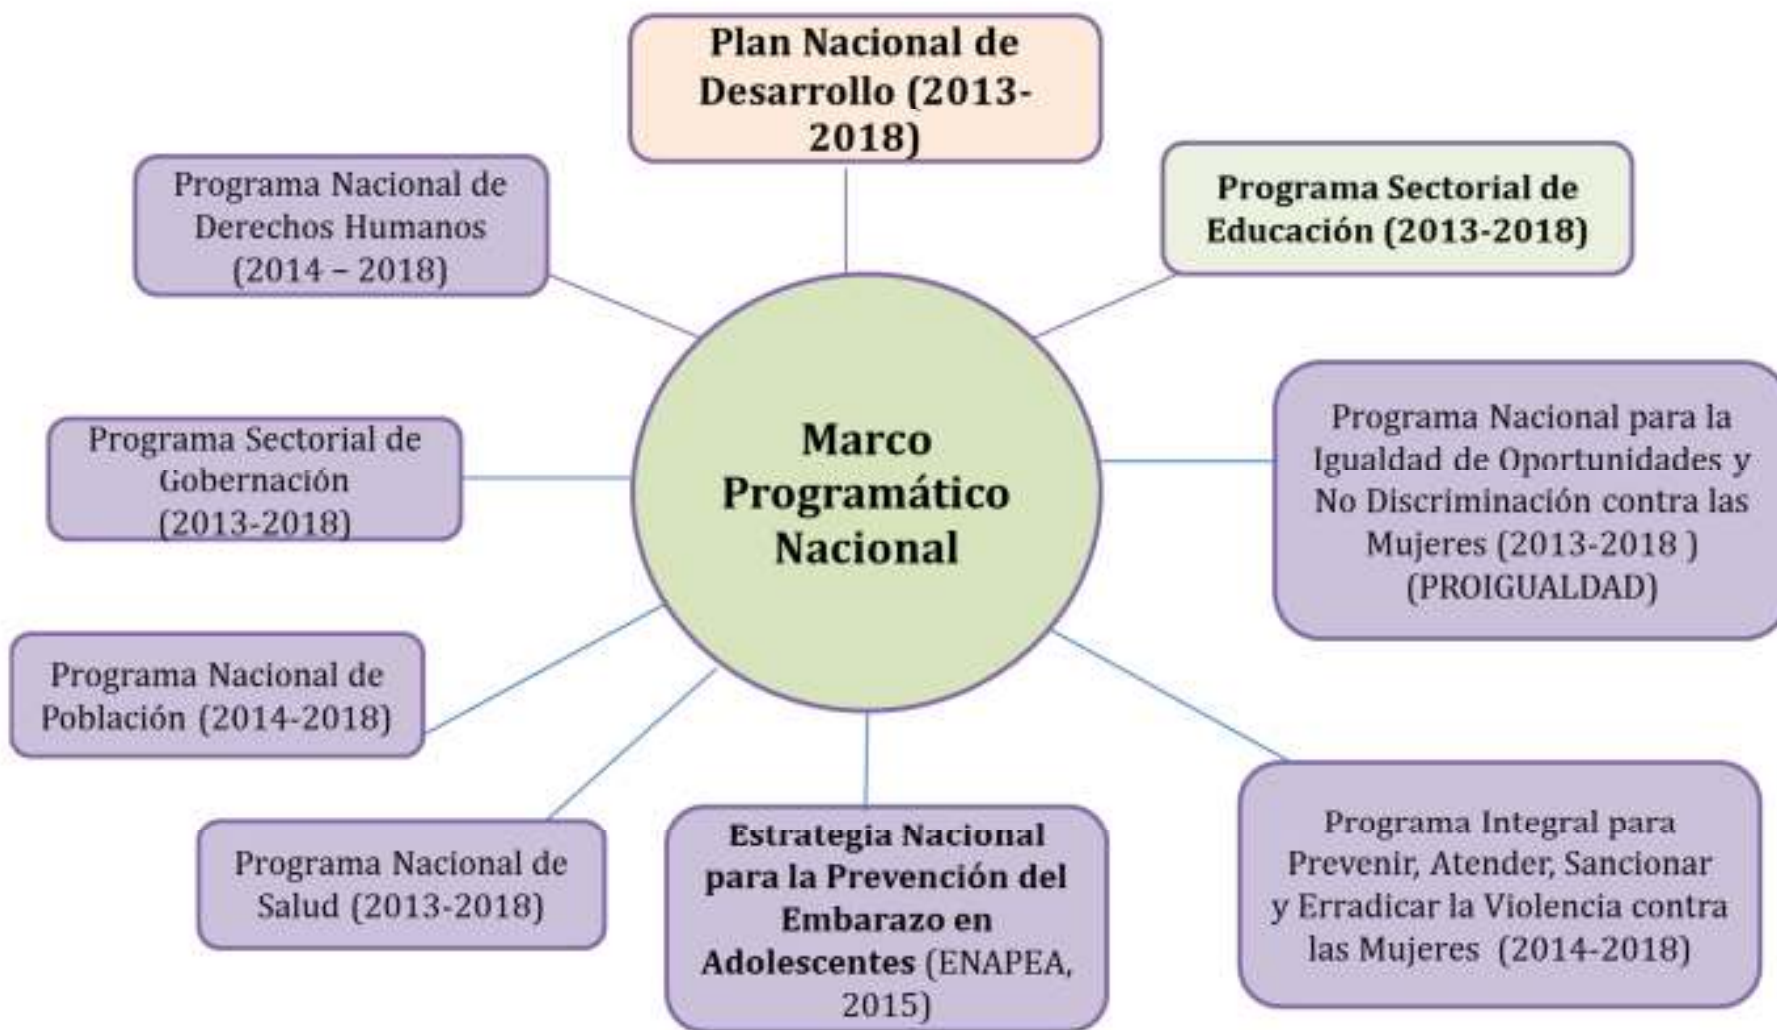 Plan Nacional de
Desarrollo (2013-
2018)
Programa Nacional de
Derechos Humanos
(2014 – 2018)
Programa Sectorial de
Educación (2013-2018)
Programa Sectorial de
Gobernación
(2013-2018)
Marco
Programático
Nacional
Programa Nacional para la
Igualdad de Oportunidades y
No Discriminación contra las
Mujeres (2013-2018 )
(PROIGUALDAD)
Programa Nacional de
Población (2014-2018)
Programa Nacional de
Salud (2013-2018)
Estrategia Nacional
para la Prevención del
Embarazo en
Adolescentes (ENAPEA,
2015)
Programa Integral para
Prevenir, Atender, Sancionar
y Erradicar la Violencia contra
las Mujeres (2014-2018)